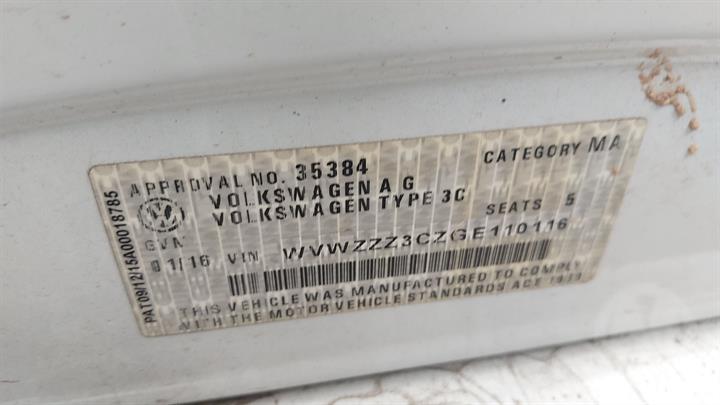 APPROVAL NO. 35384 CATEGORY MA
VOLKSWAGEN AG
VOLKSWAGEN TYPE 3C SEATS 5
01/16 VIN WVWZZZ3CZGE110116
THIS VEHICLE WAS MANUFACTURED TO COMPLY
WITH THE MOTOR VEHICLE STANDARDS ACT 1989
PAT09/12/15A00018785